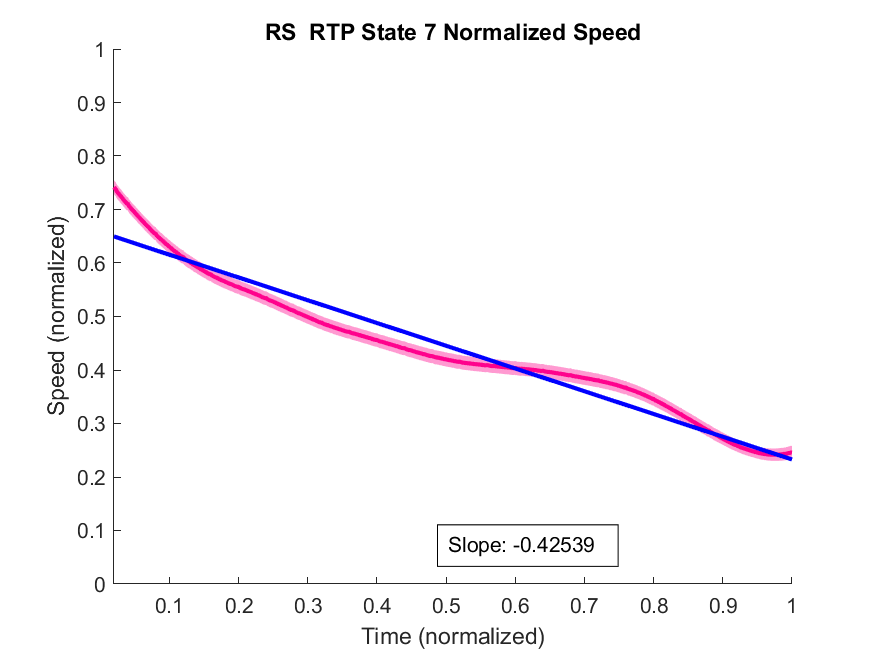 RS  RTP State 7 Normalized Speed
1
0.9
0.8
0.7
0.6
0.5
0.4
0.3
0.2
0.1
0
Speed (normalized)
Slope: -0.42539
0.1 0.2 0.3 0.4 0.5 0.6 0.7 0.8 0.9 1
Time (normalized)